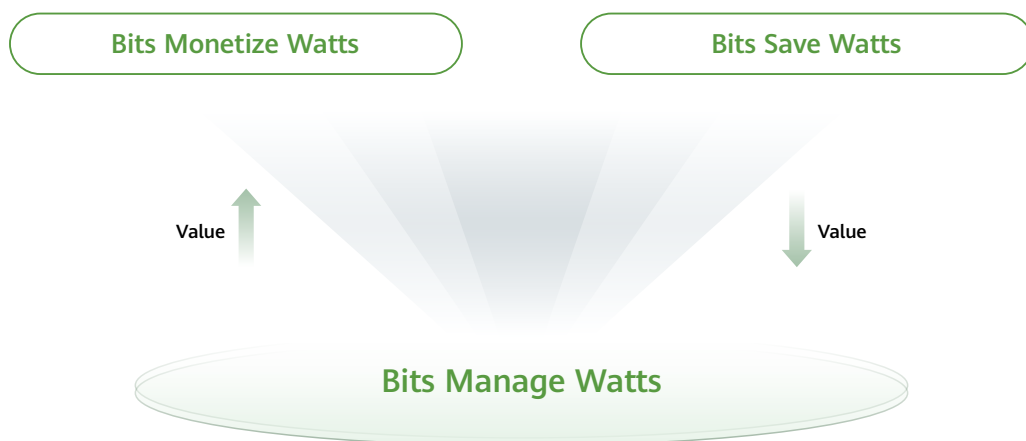 Bits Monetize Watts
Bits Save Watts
Value
Value
Bits Manage Watts